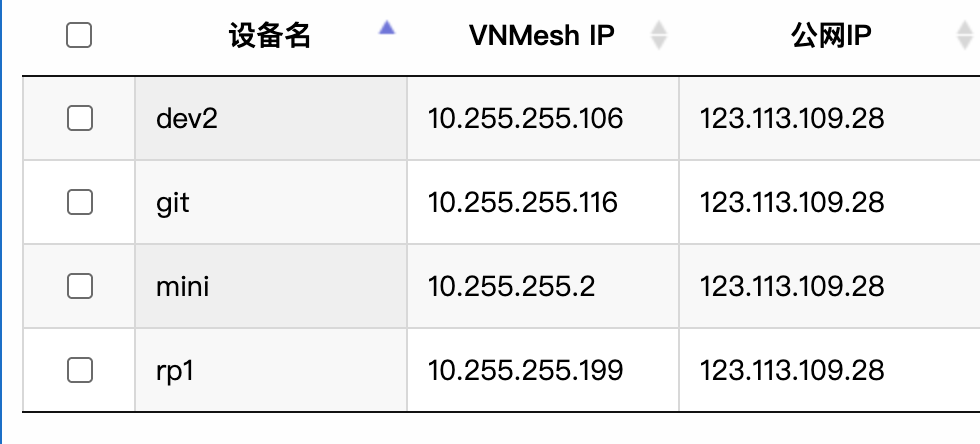 设备名 VNMesh IP 公网IP
dev2 10.255.255.106 123.113.109.28
git 10.255.255.116 123.113.109.28
mini 10.255.255.2 123.113.109.28
rp1 10.255.255.199 123.113.109.28